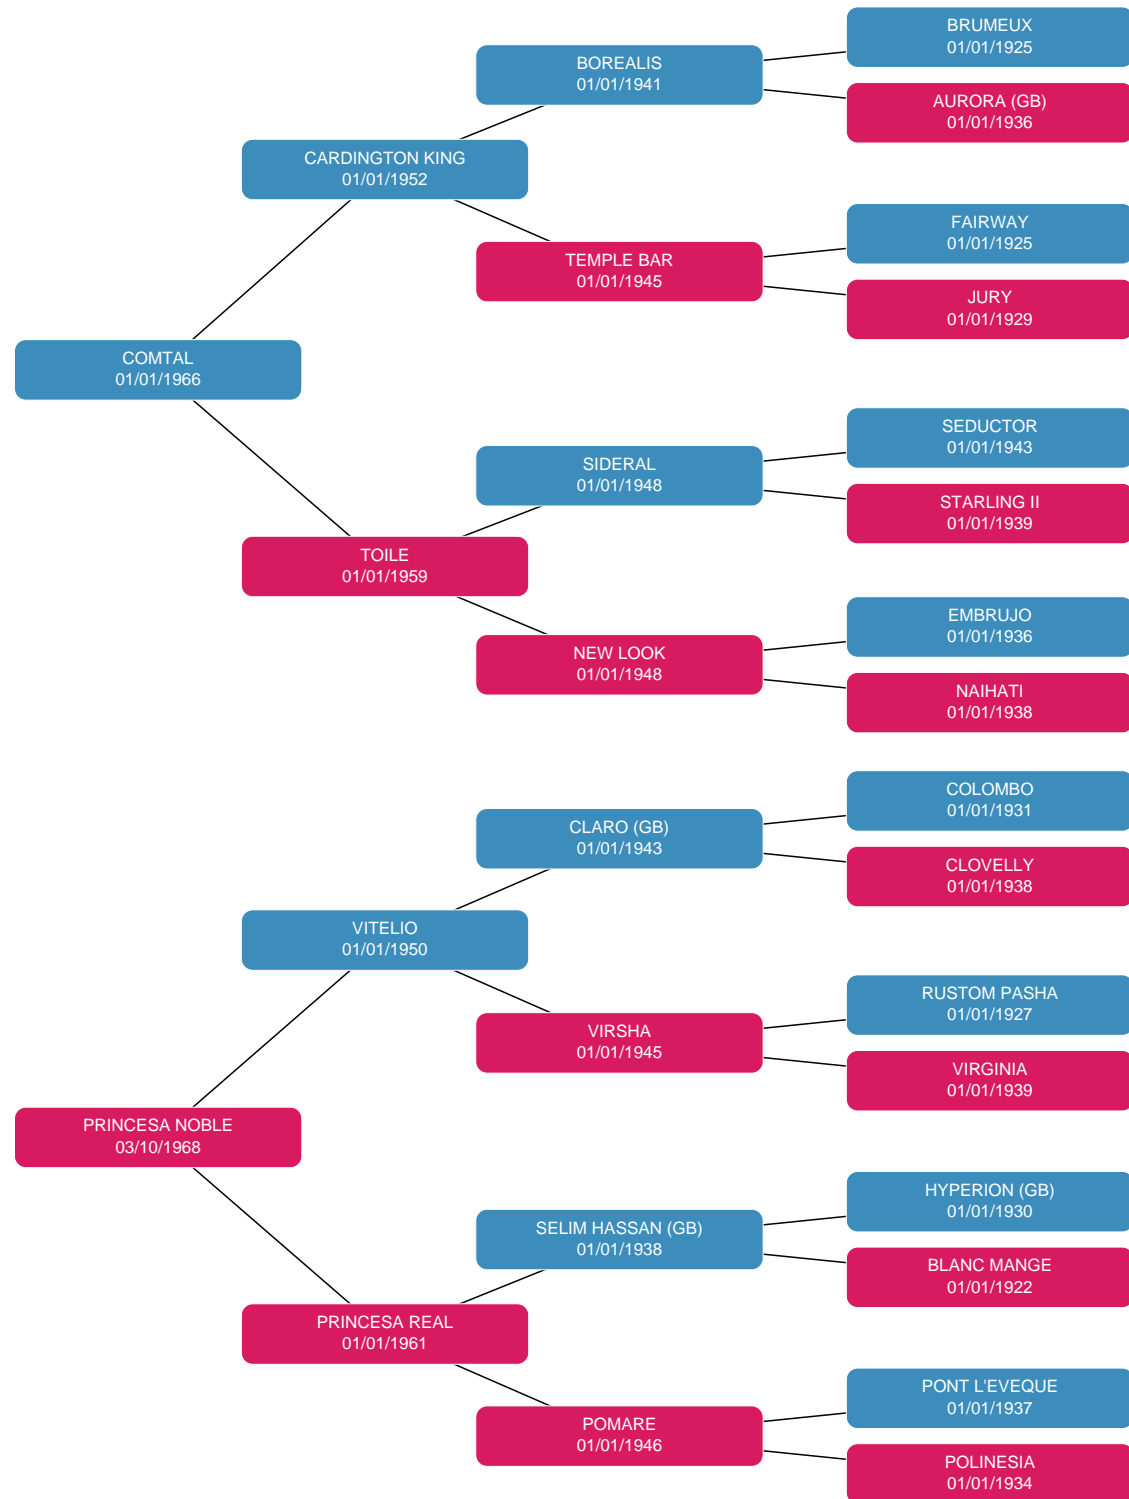 BRUMEUX
01/01/1925
BOREALIS
01/01/1941
AURORA (GB)
01/01/1936
CARDINGTON KING
01/01/1952
FAIRWAY
01/01/1925
TEMPLE BAR
01/01/1945
JURY
01/01/1929
COMTAL
01/01/1966
SEDUCTOR
01/01/1943
SIDERAL
01/01/1948
STARLING II
01/01/1939
TOILE
01/01/1959
EMBRUJO
01/01/1936
NEW LOOK
01/01/1948
NAIHATI
01/01/1938
COLOMBO
01/01/1931
CLARO (GB)
01/01/1943
CLOVELLY
01/01/1938
VITELIO
01/01/1950
RUSTOM PASHA
01/01/1927
VIRSHA
01/01/1945
VIRGINIA
01/01/1939
PRINCESA NOBLE
03/10/1968
HYPERION (GB)
01/01/1930
SELIM HASSAN (GB)
01/01/1938
BLANC MANGE
01/01/1922
PRINCESA REAL
01/01/1961
PONT L'EVEQUE
01/01/1937
POMARE
01/01/1946
POLINESIA
01/01/1934